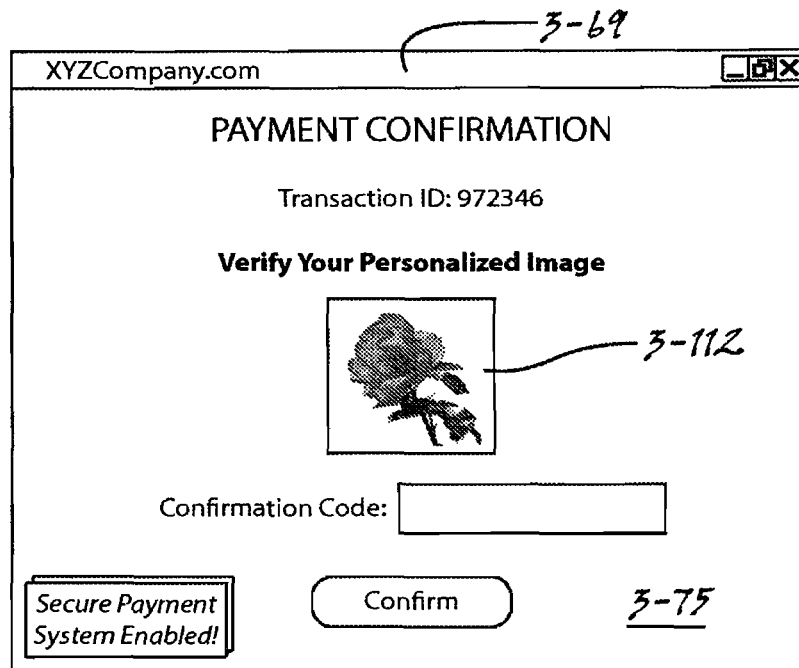 3-69
XYZCompany.com
PAYMENT CONFIRMATION
Transaction ID: 972346
Verify Your Personalized Image
3-112
Confirmation Code:
Secure Payment
System Enabled!
Confirm
3-75